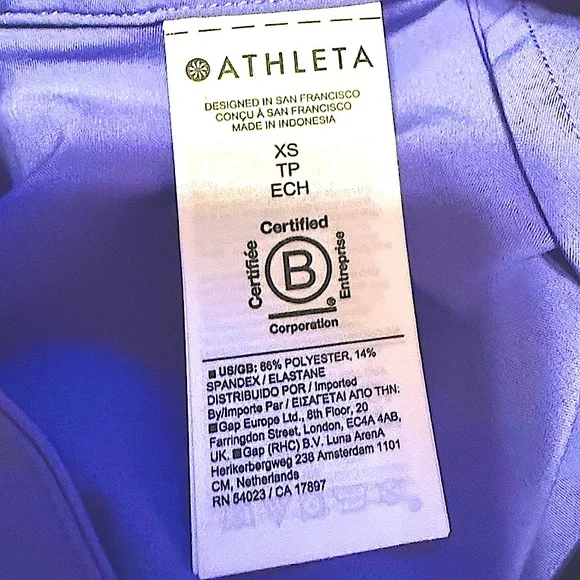 ATHLETA
DESIGNED IN SAN FRANCISCO
CONÇU À SAN FRANCISCO
MADE IN INDONESIA
XS
TP
ECH
Certified
Certifiée
B
Entreprise
®
Corporation
■ US/GB: 86% POLYESTER, 14%
SPANDEX / ELASTANE
DISTRIBUIDO POR / Imported
By/Importe Par / ΕΙΣΑΓΕΤΑΙ ΑΠΟ ΤΗΝ:
■Gap Europe Ltd., 6th Floor, 20
Farringdon Street, London, EC4A 4AB,
UK. ■Gap (RHC) B.V. Luna ArenA
Herikerbergweg 238 Amsterdam 1101
CM, Netherlands
RN 54023 / CA 17897